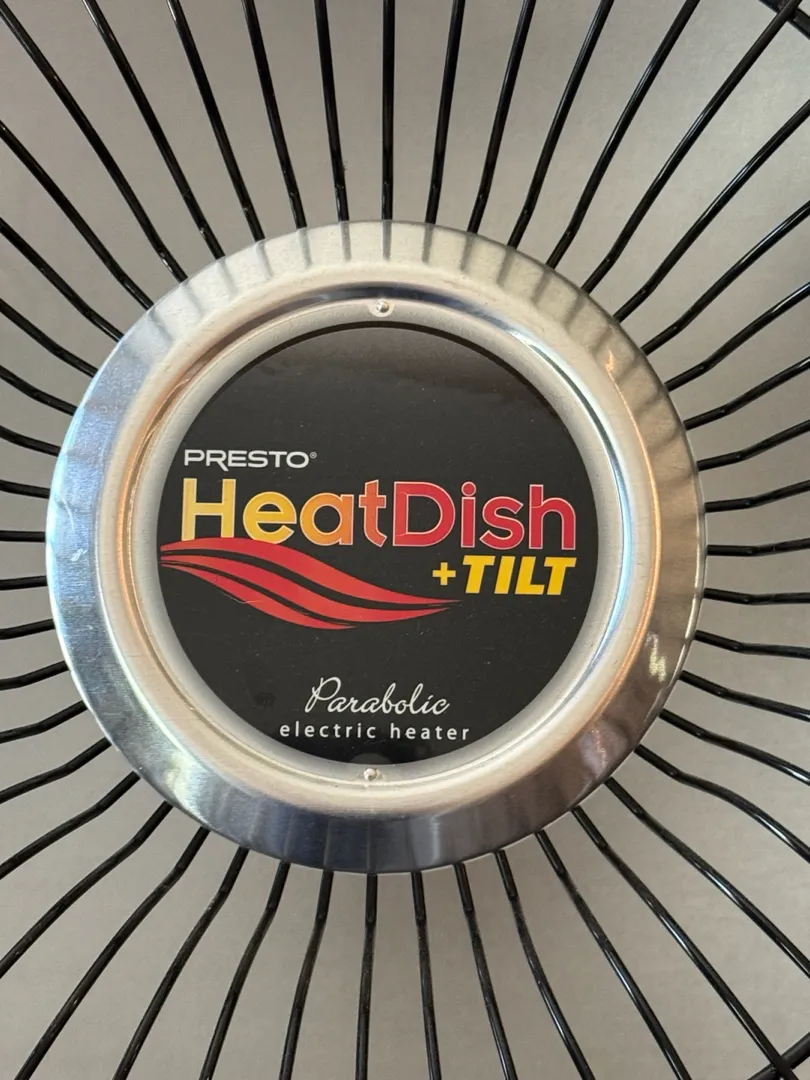 PRESTO®
HeatDish
+TILT
Parabolic
electric heater